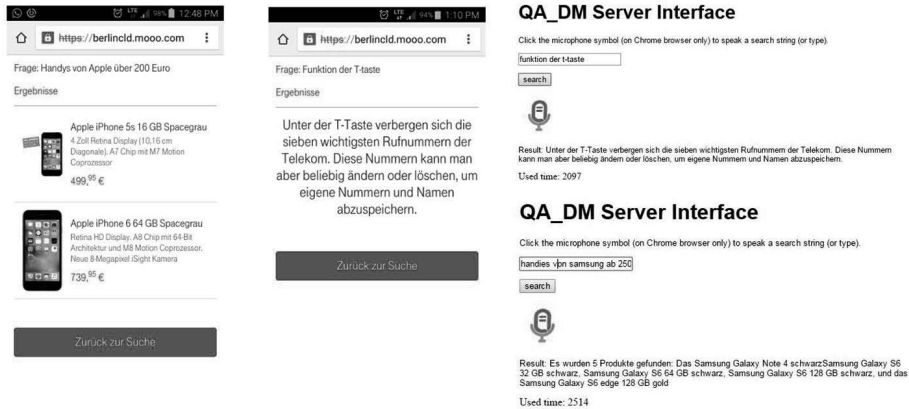 98% 12:48 PM
https://berlincld.mooo.com
Frage: Handys von Apple über 200 Euro
Ergebnisse
Apple iPhone 5s 16 GB Spacegrau
4 Zoll Retina Display (10,16 cm
Diagonale). A7 Chip mit M7 Motion
Coprozessor
499,95 €
Apple iPhone 6 64 GB Spacegrau
Retina HD Display. A8 Chip mit 64-Bit
Architektur und M8 Motion Coprozessor.
Neue 8-Megapixel iSight Kamera
739,95 €
Zurück zur Suche
LTE 94% 1:10 PM
https://berlincld.mooo.com
Frage: Funktion der T-taste
Ergebnisse
Unter der T-Taste verbergen sich die
sieben wichtigsten Rufnummern der
Telekom. Diese Nummern kann man
aber beliebig ändern oder löschen, um
eigene Nummern und Namen
abzuspeichern.
Zurück zur Suche
QA_DM Server Interface
Click the microphone symbol (on Chrome browser only) to speak a search string (or type).
funktion der t-taste
search
Result: Unter der T-Taste verbergen sich die sieben wichtigsten Rufnummern der Telekom. Diese Nummern
kann man aber beliebig ändern oder löschen, um eigene Nummern und Namen abzuspeichern.
Used time: 2097
QA_DM Server Interface
Click the microphone symbol (on Chrome browser only) to speak a search string (or type).
handies von samsung ab 250
search
Result: Es wurden 5 Produkte gefunden: Das Samsung Galaxy Note 4 schwarzSamsung Galaxy S6
32 GB schwarz, Samsung Galaxy S6 64 GB schwarz, Samsung Galaxy S6 128 GB schwarz, und das
Samsung Galaxy S6 edge 128 GB gold
Used time: 2514